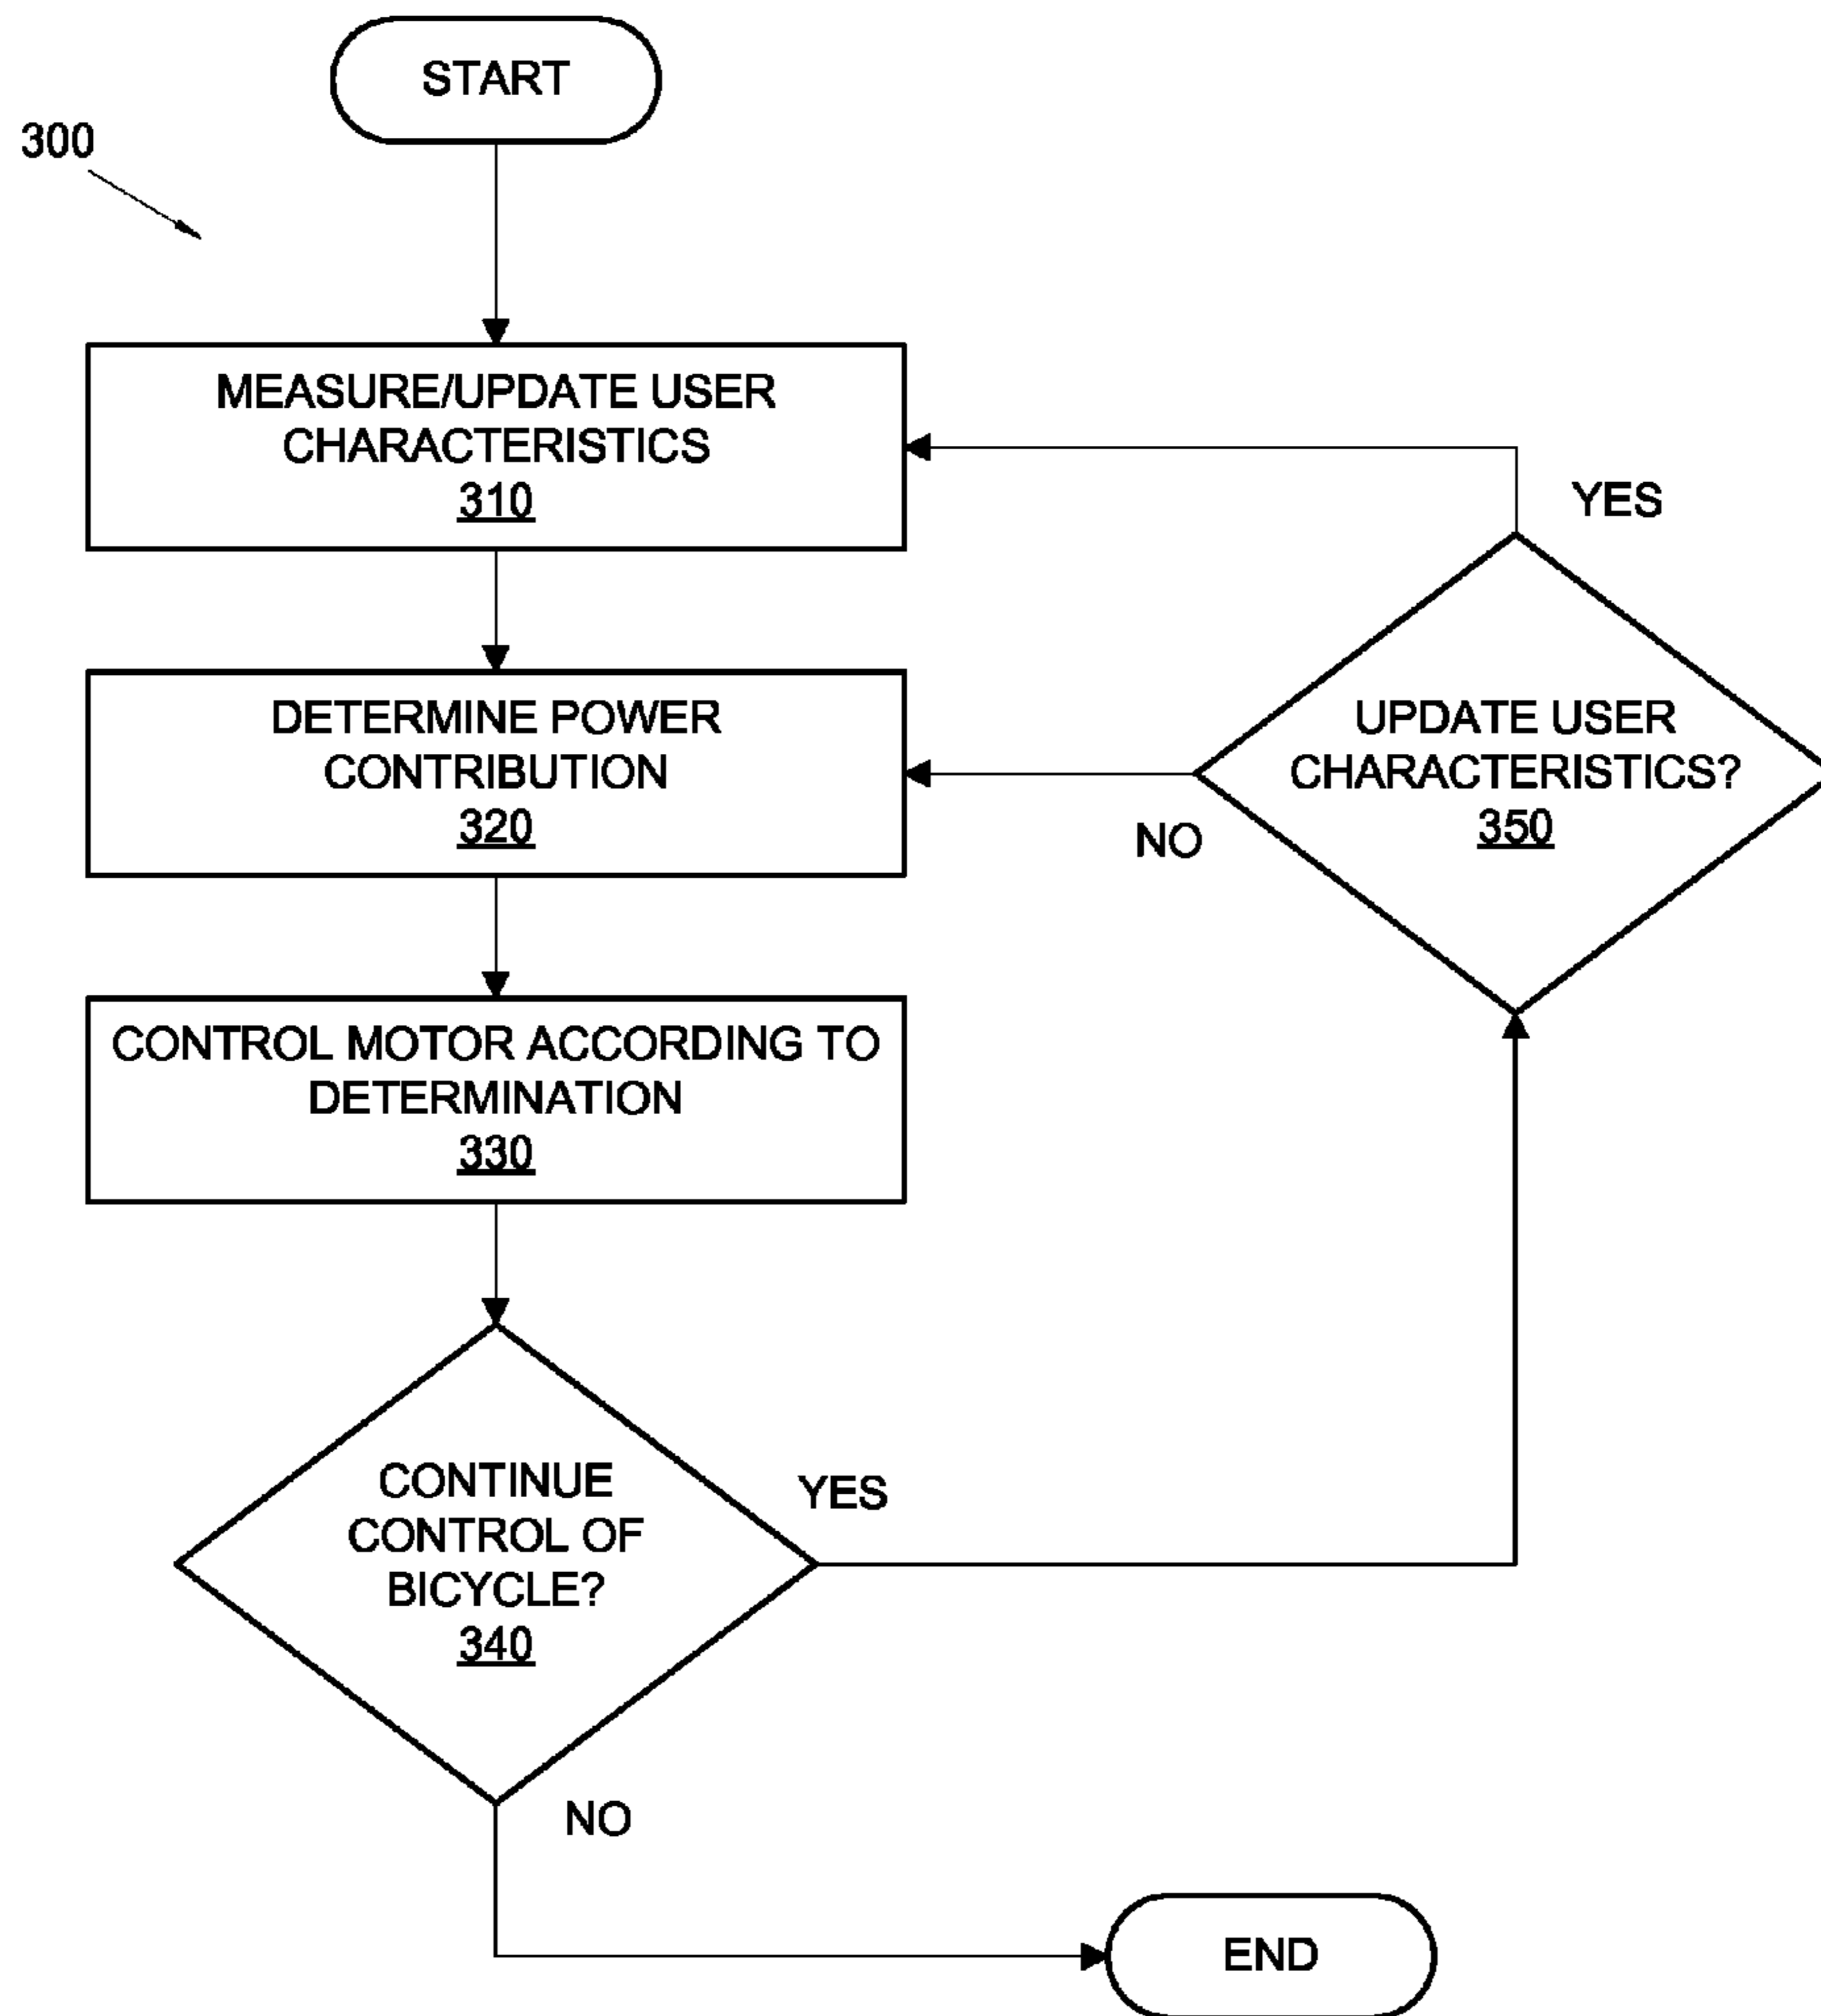 START
300
MEASURE/UPDATE USER
CHARACTERISTICS
310
YES
DETERMINE POWER
CONTRIBUTION
320
UPDATE USER
CHARACTERISTICS?
350
NO
CONTROL MOTOR ACCORDING TO
DETERMINATION
330
CONTINUE
CONTROL OF
BICYCLE?
340
YES
NO
END